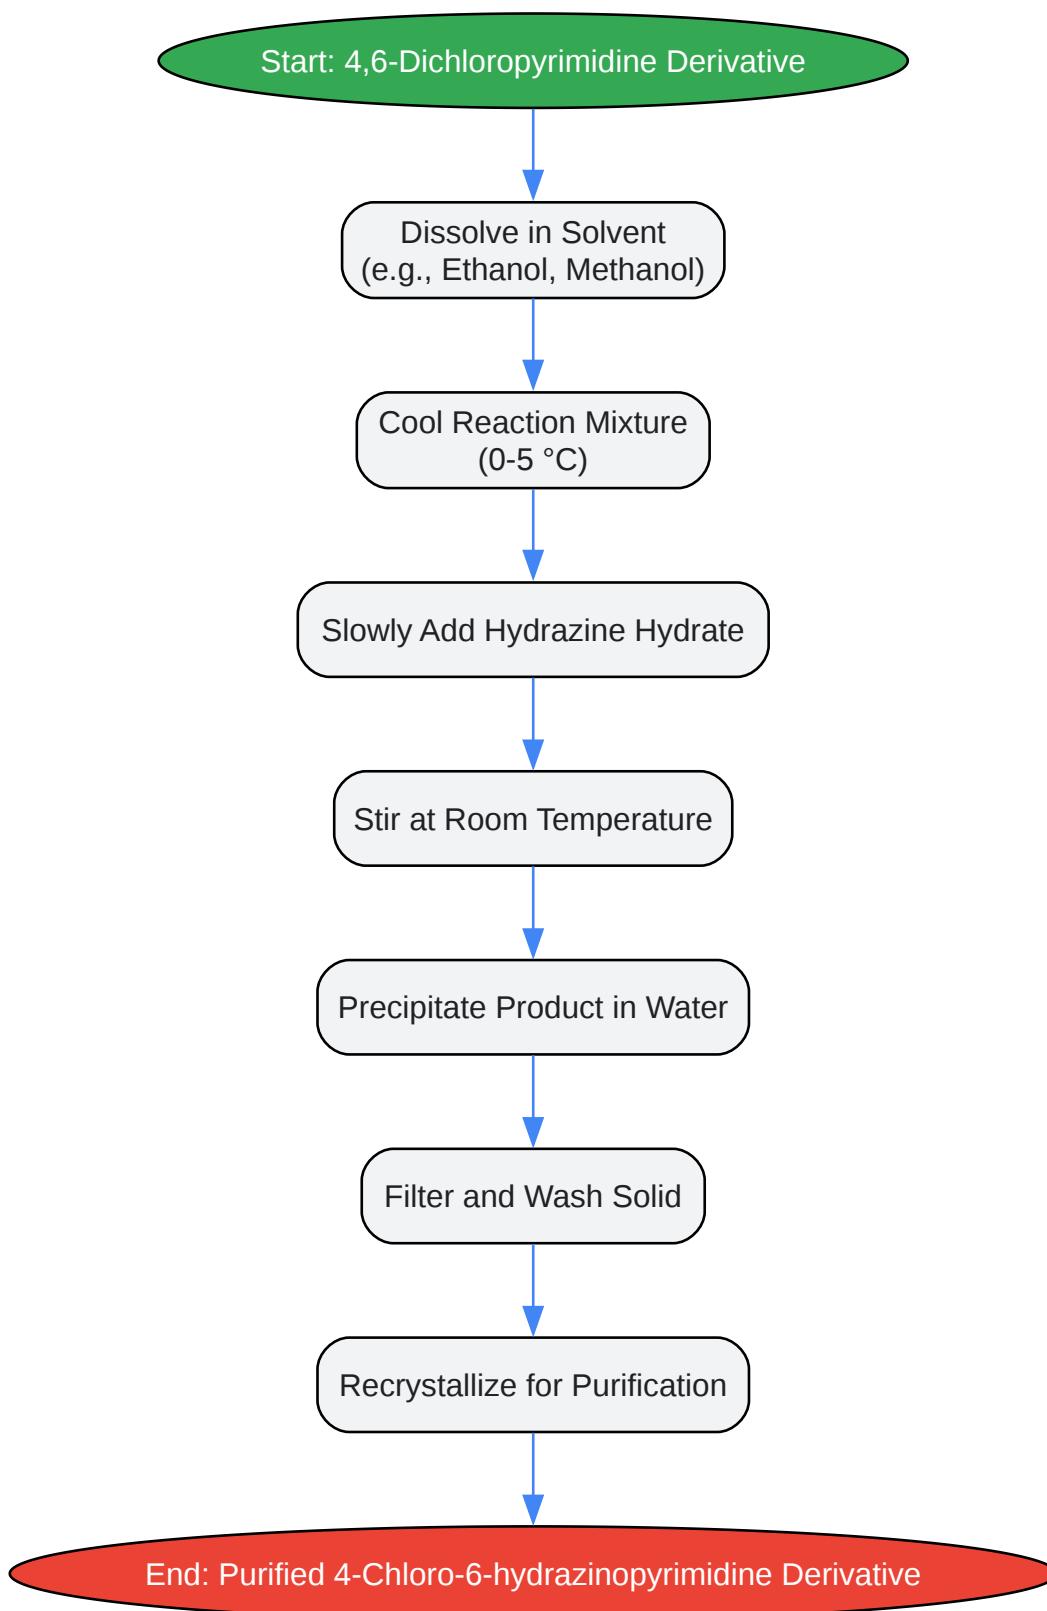 Start: 4,6-Dichloropyrimidine Derivative
Dissolve in Solvent
(e.g., Ethanol, Methanol)
Cool Reaction Mixture
(0-5 °C)
Slowly Add Hydrazine Hydrate
Stir at Room Temperature
Precipitate Product in Water
Filter and Wash Solid
Recrystallize for Purification
End: Purified 4-Chloro-6-hydrazinopyrimidine Derivative